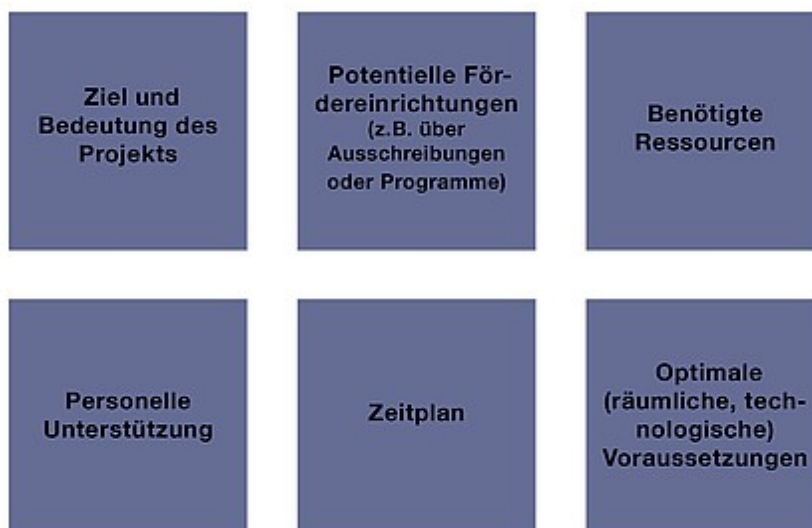 Ziel und
Bedeutung des
Projekts
Potentielle För-
dereinrichtungen
(z.B. über
Ausschreibungen
oder Programme)
Benötigte
Ressourcen
Personelle
Unterstützung
Zeitplan
Optimale
(räumliche, tech-
nologische)
Voraussetzungen